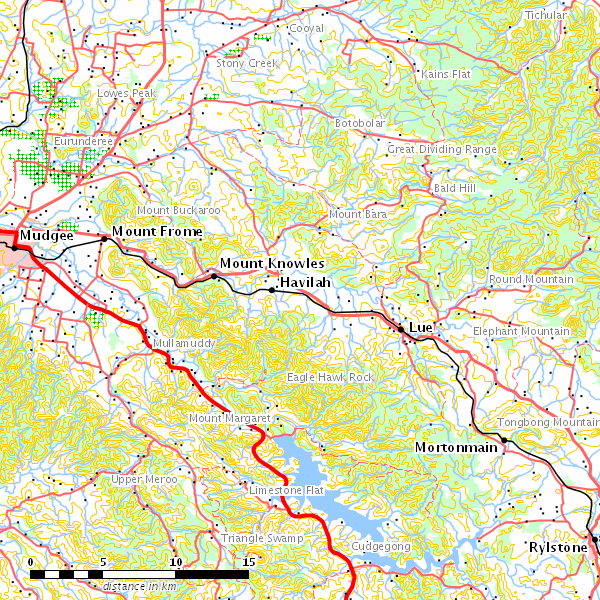 Tichular
Cooyal
Stony Creek
Kains Flat
Lowes Peak
Botobolar
Eurunderee
Great Dividing Range
Bald Hill
Mount Buckaroo
Mount Bara
Mudgee
Mount Frome
Mount Knowles
Havilah
Pound Mountain
Lue
Elephant Mountain
Mullamuddy
Eagle Hawk Rock
Mount Margaret
Tongbong Mountain
Mortonmain
Upper Meroo
Limestone Flat
Triangle Swamp
Cudgegong
Rylstone
0 5 10 15
distance in km